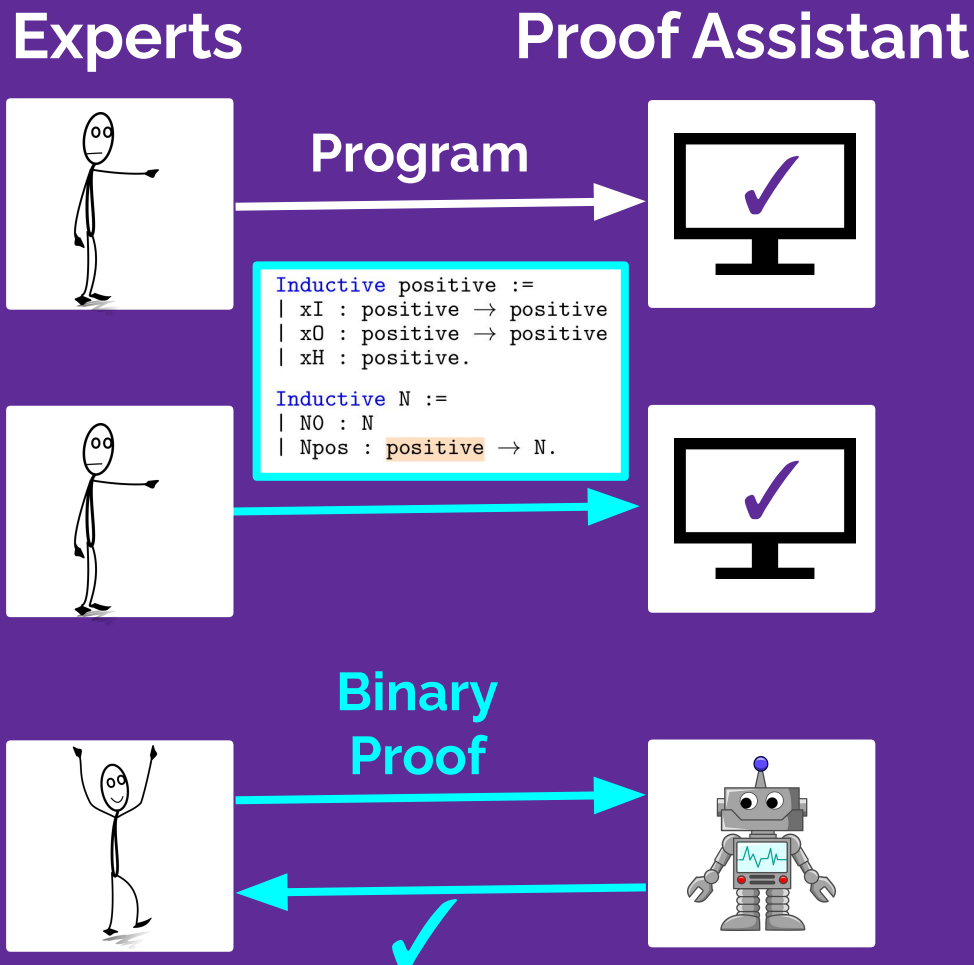 Experts
Proof Assistant
Program
Inductive positive :=
| xI : positive → positive
| xO : positive → positive
| xH : positive.
Inductive N :=
| N0 : N
| Npos : positive → N.
Binary
Proof